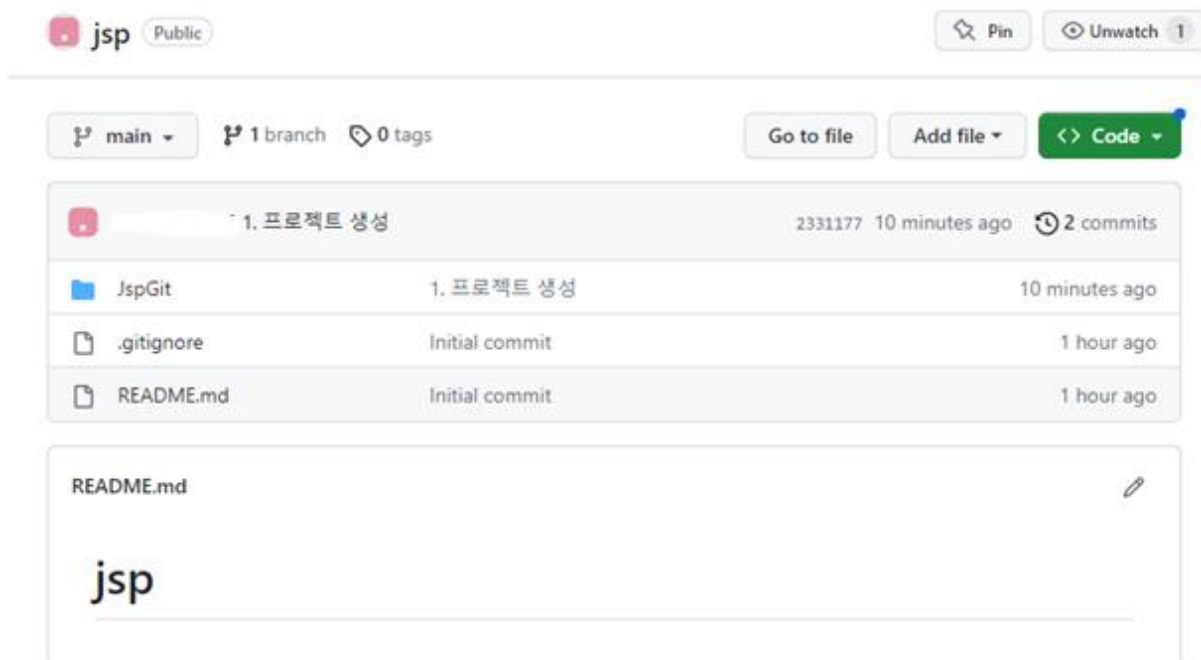 jsp Public Pin Unwatch 1
main 1 branch 0 tags Go to file Add file Code
1. 프로젝트 생성 2331177 10 minutes ago 2 commits
JspGit 1. 프로젝트 생성 10 minutes ago
.gitignore Initial commit 1 hour ago
README.md Initial commit 1 hour ago
README.md
jsp